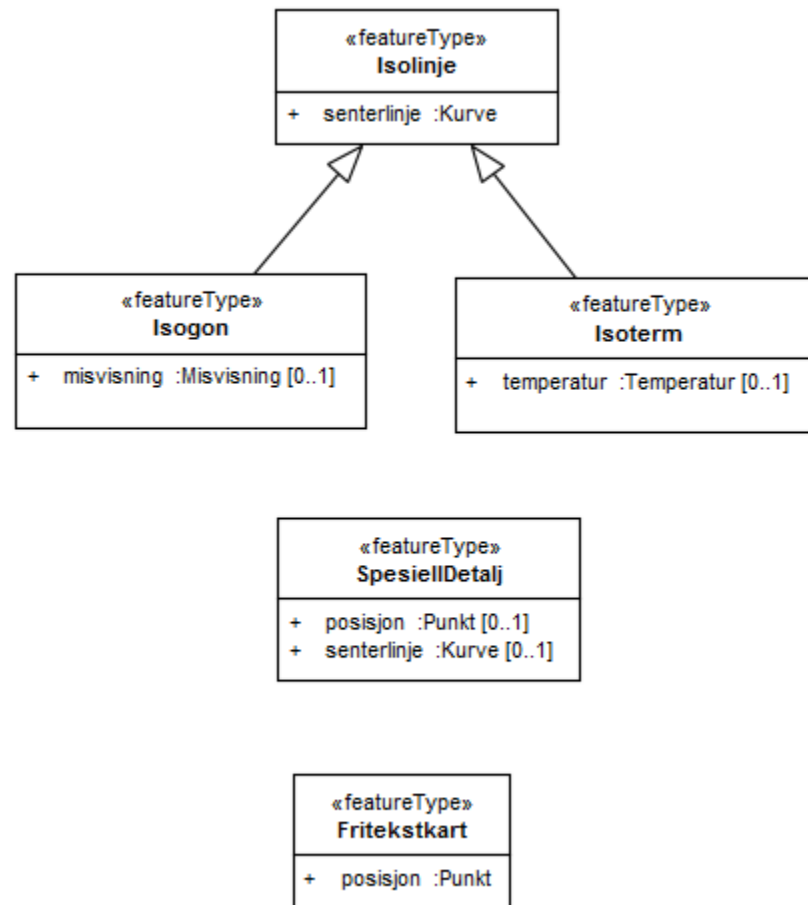 «featureType»
Isolinje
+ senterlinje :Kurve
«featureType»
Isogon
+ misvisning :Misvisning [0..1]
«featureType»
Isoterm
+ temperatur :Temperatur [0..1]
«featureType»
SpesiellDetalj
+ posisjon :Punkt [0..1]
+ senterlinje :Kurve [0..1]
«featureType»
Fritekstkart
+ posisjon :Punkt